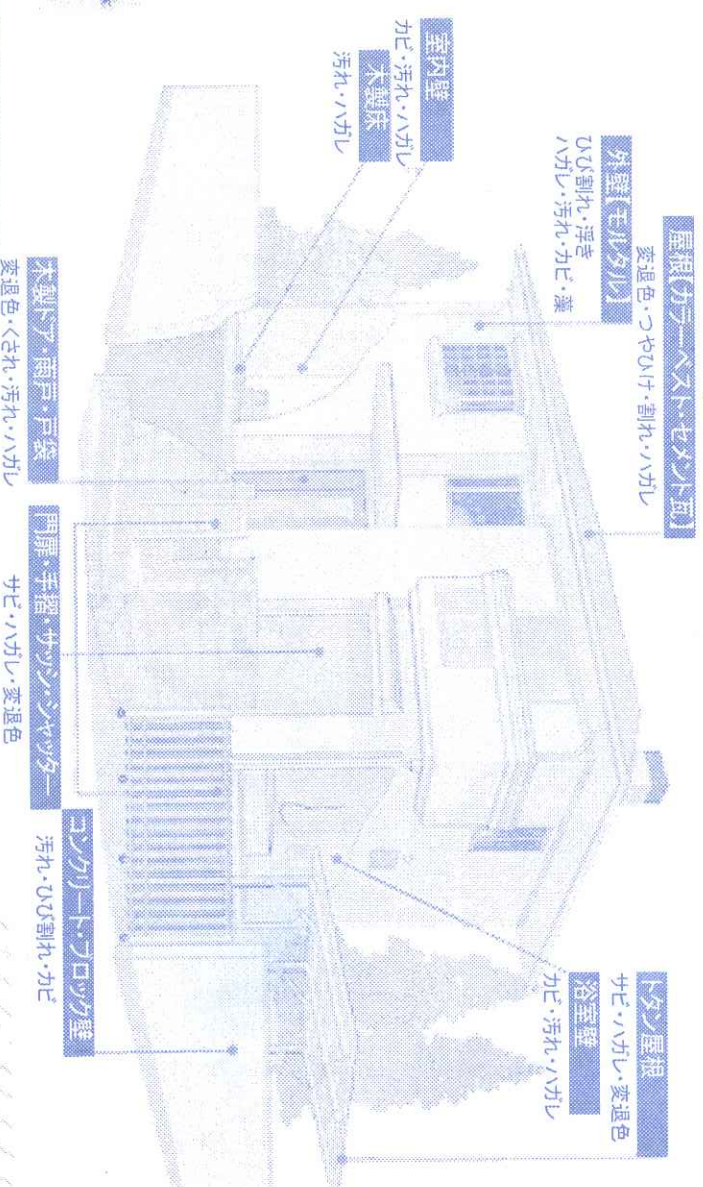 屋根【カラーベスト・セメント瓦】
変退色・つやひけ・割れ・ハガレ
外壁【モルタル】
ひび割れ・浮き
ハガレ・汚れ・カビ・藻
室内壁
カビ・汚れ・ハガレ
木製床
汚れ・ハガレ
トタン屋根
サビ・ハガレ・変退色
浴室壁
カビ・汚れ・ハガレ
木製ドア・雨戸・戸袋
変退色・くされ・汚れ・ハガレ
門扉・手摺・サッシ・シャッター
サビ・ハガレ・変退色
コンクリート・ブロック壁
汚れ・ひび割れ・カビ